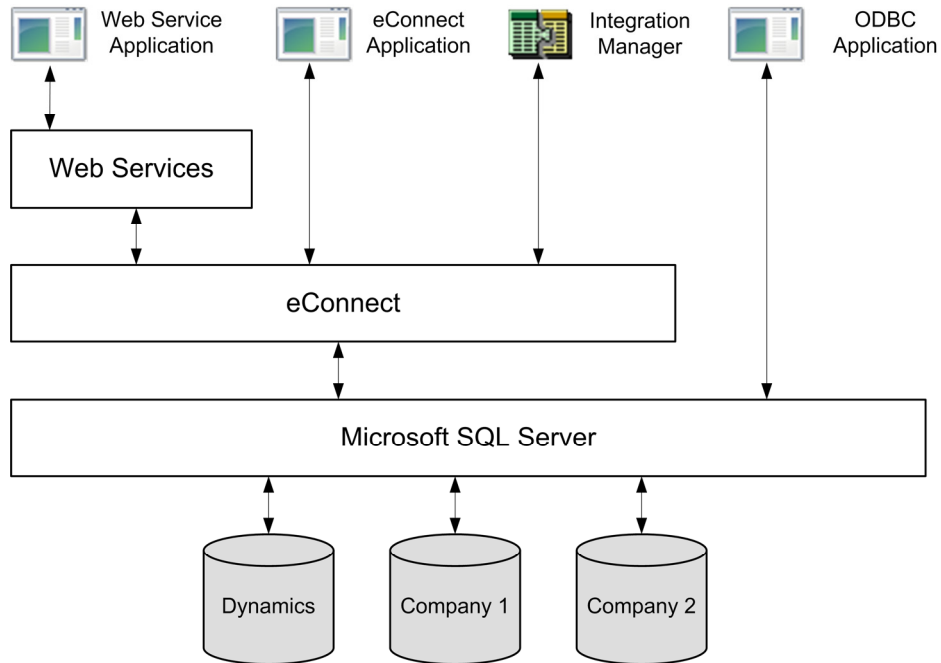 Web Service
Application
eConnect
Application
Integration
Manager
ODBC
Application
Web Services
eConnect
Microsoft SQL Server
Dynamics
Company 1
Company 2